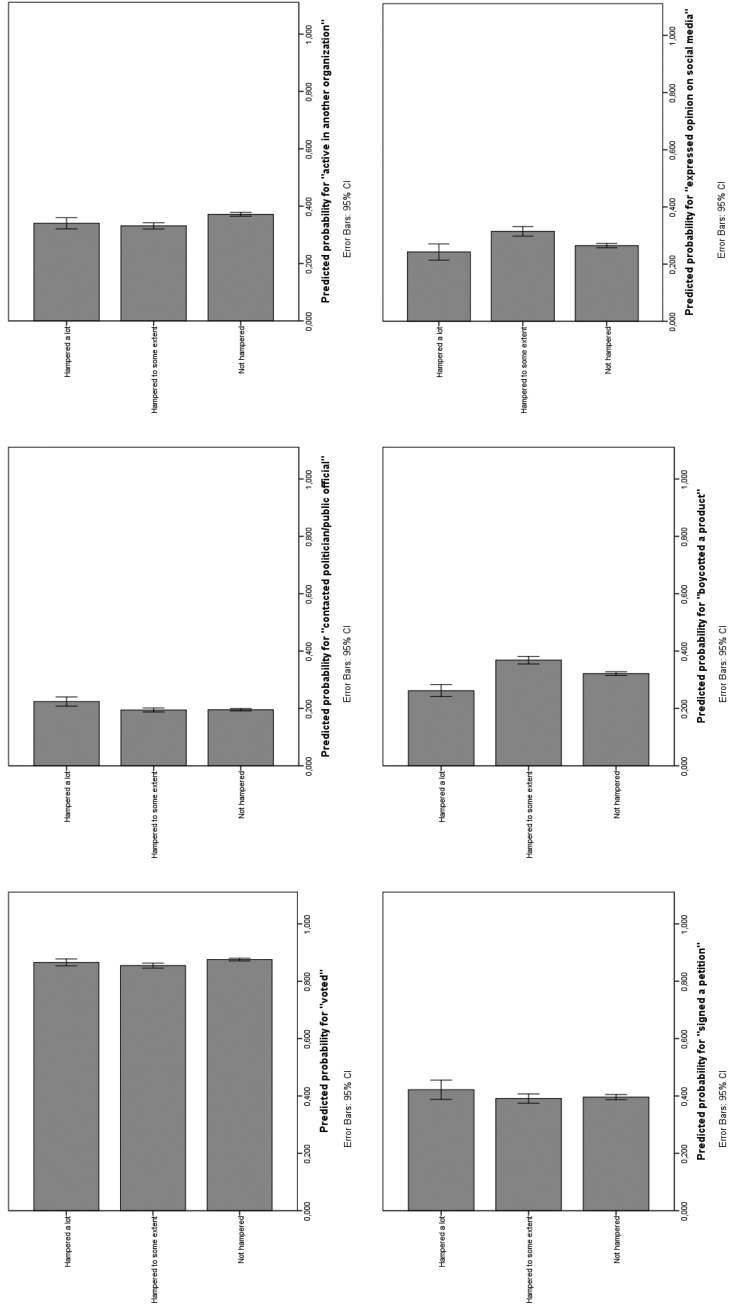 Hampered a lot
Hampered to some extent
Not hampered
0,000
0,200
0,400
0,600
0,800
1,000
Predicted probability for "active in another organization"
Error Bars: 95% CI
Hampered a lot
Hampered to some extent
Not hampered
0,000
0,200
0,400
0,600
0,800
1,000
Predicted probability for "expressed opinion on social media"
Error Bars: 95% CI
Hampered a lot
Hampered to some extent
Not hampered
0,000
0,200
0,400
0,600
0,800
1,000
Predicted probability for "contacted politician/public official"
Error Bars: 95% CI
Hampered a lot
Hampered to some extent
Not hampered
0,000
0,200
0,400
0,600
0,800
1,000
Predicted probability for "boycotted a product"
Error Bars: 95% CI
Hampered a lot
Hampered to some extent
Not hampered
0,000
0,200
0,400
0,600
0,800
1,000
Predicted probability for "voted"
Error Bars: 95% CI
Hampered a lot
Hampered to some extent
Not hampered
0,000
0,200
0,400
0,600
0,800
1,000
Predicted probability for "signed a petition"
Error Bars: 95% CI